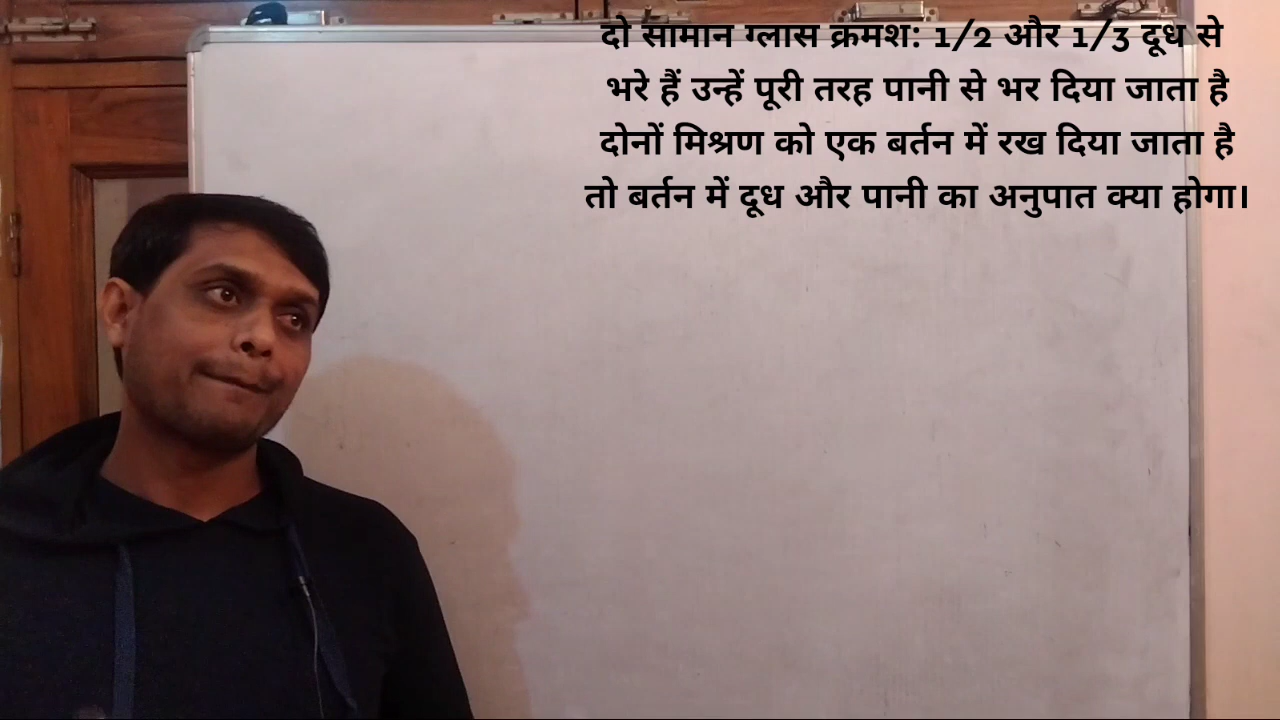 दो सामान ग्लास क्रमश: 1/2 और 1/3 दूध से
भरे हैं उन्हें पूरी तरह पानी से भर दिया जाता है
दोनों मिश्रण को एक बर्तन में रख दिया जाता है
तो बर्तन में दूध और पानी का अनुपात क्या होगा।